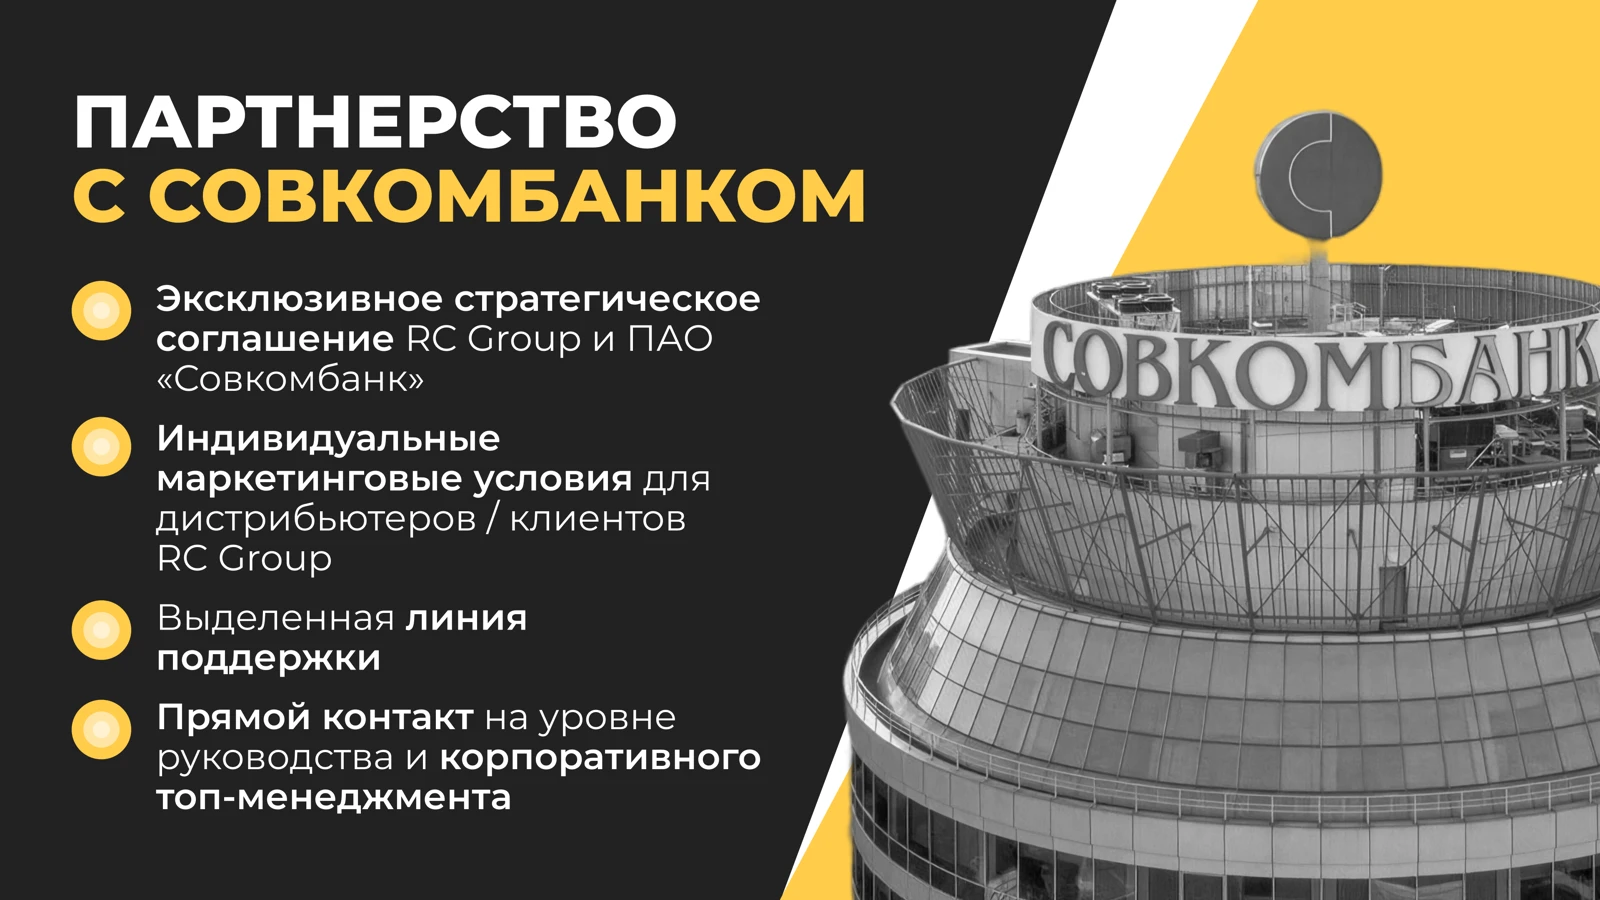 ПАРТНЕРСТВО
С СОВКОМБАНКОМ
Эксклюзивное стратегическое
соглашение RC Group и ПАО
«Совкомбанк»
Индивидуальные
маркетинговые условия для
дистрибьютеров / клиентов
RC Group
Выделенная линия
поддержки
Прямой контакт на уровне
руководства и корпоративного
топ-менеджмента
СОВКОМБАНК